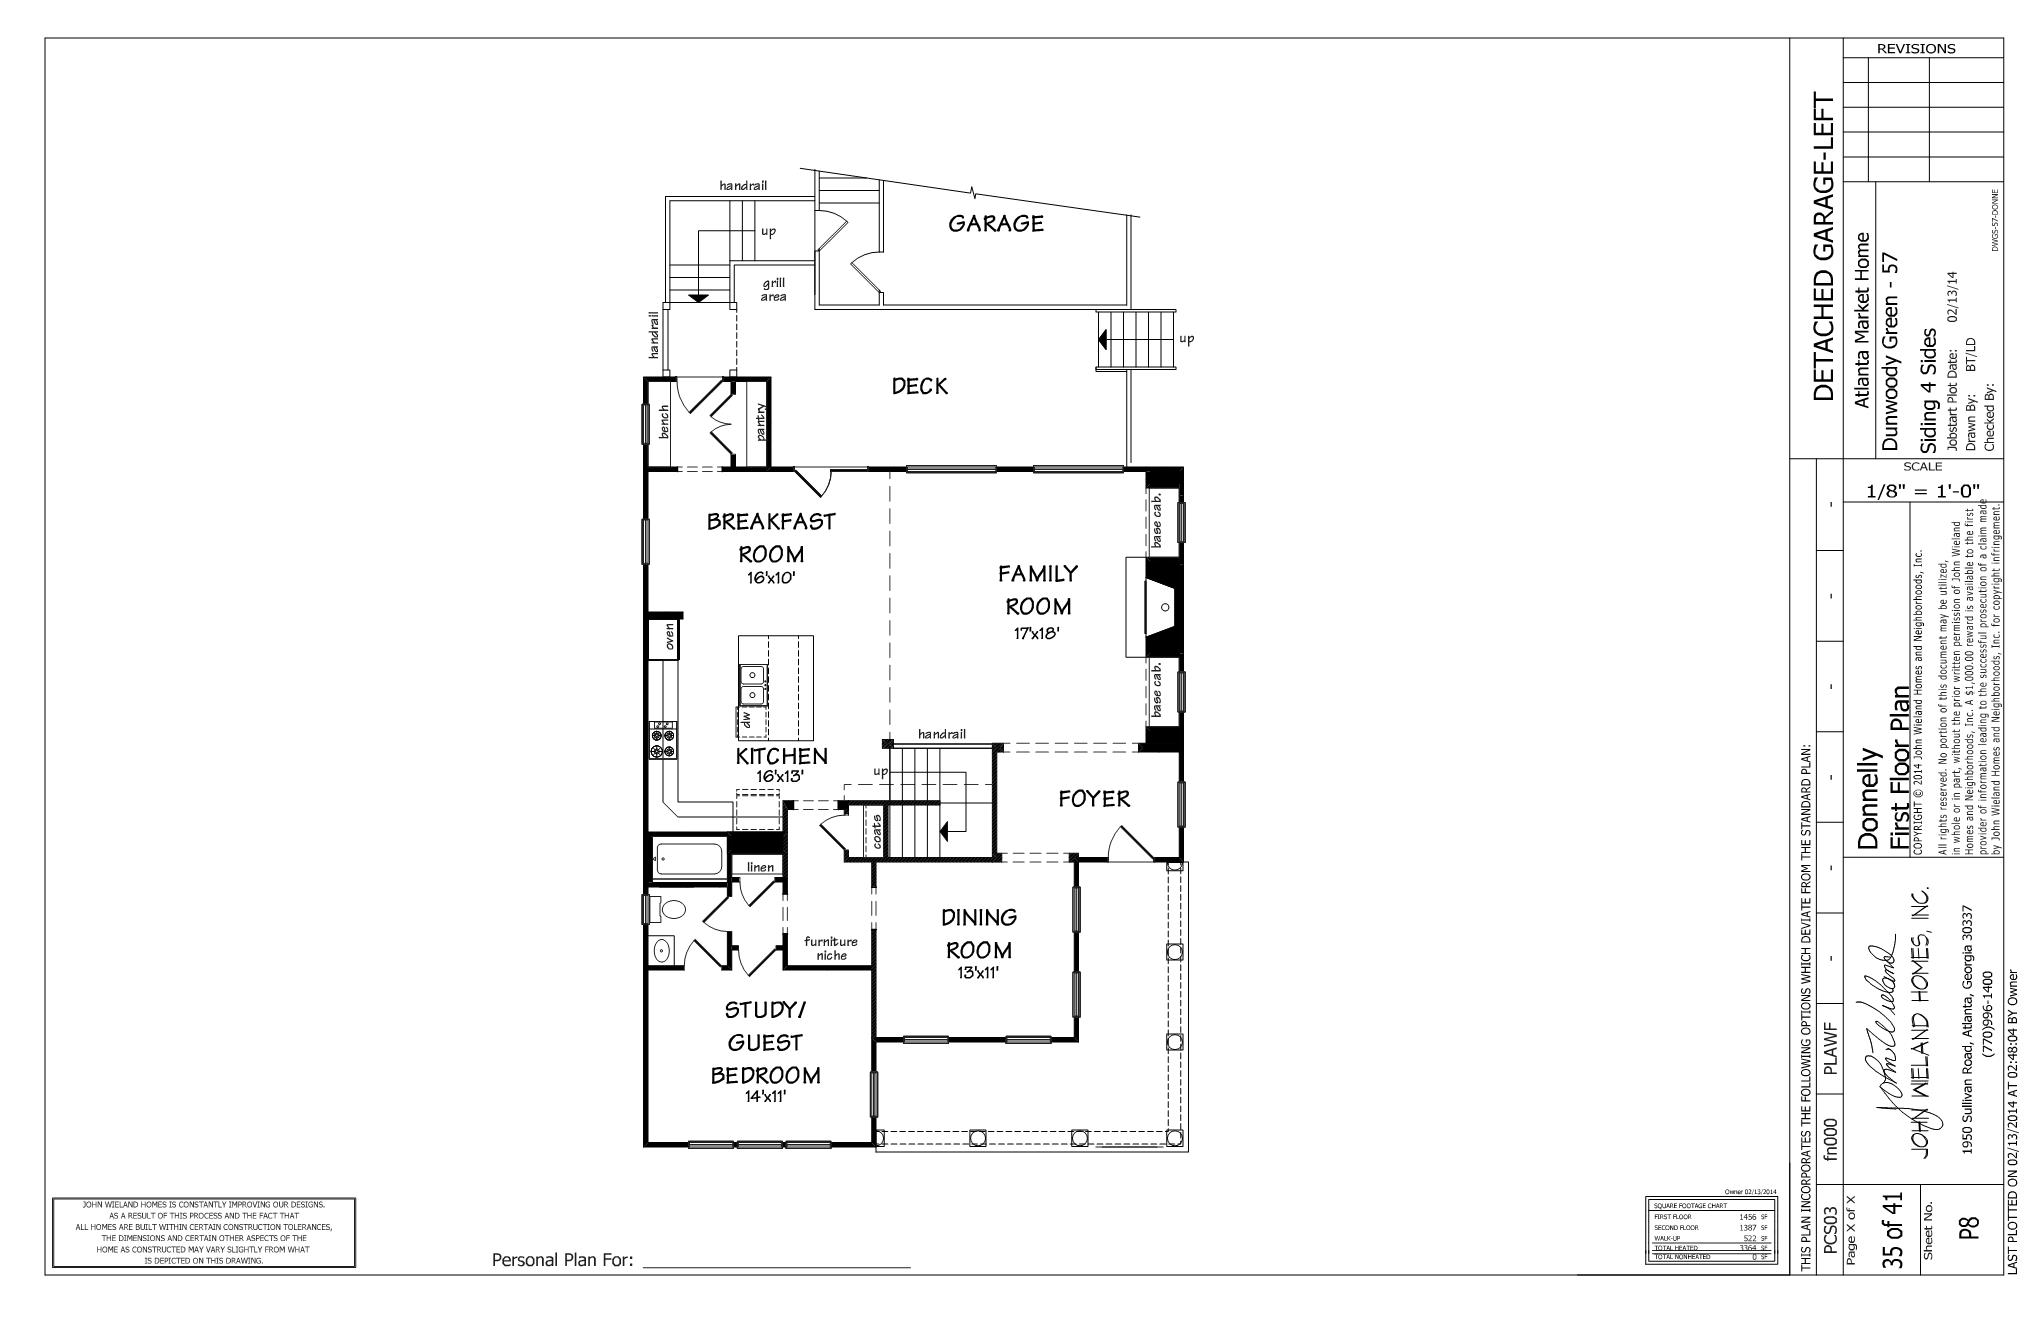 handrail
up
GARAGE
grill
area
handrail
up
DECK
bench
pantry
BREAKFAST
ROOM
16'x10'
base cab.
FAMILY
ROOM
17'x18'
oven
dw
base cab.
handrail
KITCHEN
16'x13'
up
FOYER
coats
linen
DINING
ROOM
13'x11'
furniture
niche
STUDY/
GUEST
BEDROOM
14'x11'
JOHN WIELAND HOMES IS CONSTANTLY IMPROVING OUR DESIGNS.
AS A RESULT OF THIS PROCESS AND THE FACT THAT
ALL HOMES ARE BUILT WITHIN CERTAIN CONSTRUCTION TOLERANCES,
THE DIMENSIONS AND CERTAIN OTHER ASPECTS OF THE
HOME AS CONSTRUCTED MAY VARY SLIGHTLY FROM WHAT
IS DEPICTED ON THIS DRAWING.
Personal Plan For:
Owner 02/13/2014
SQUARE FOOTAGE CHART
FIRST FLOOR 1456 SF
SECOND FLOOR 1387 SF
WALK-UP 522 SF
TOTAL HEATED 3364 SF
TOTAL NONHEATED 0 SF
REVISIONS
DETACHED GARAGE-LEFT
Atlanta Market Home
Dunwoody Green - 57
Siding 4 Sides
Jobstart Plot Date: 02/13/14
Drawn By: BT/LD
Checked By:
DWGS-57-DONNE
SCALE
1/8" = 1'-0"
Donnelly
First Floor Plan
COPYRIGHT © 2014 John Wieland Homes and Neighborhoods, Inc.
All rights reserved. No portion of this document may be utilized,
in whole or in part, without the prior written permission of John Wieland
Homes and Neighborhoods, Inc. A $1,000.00 reward is available to the first
provider of information leading to the successful prosecution of a claim made
by John Wieland Homes and Neighborhoods, Inc. for copyright infringement.
THIS PLAN INCORPORATES THE FOLLOWING OPTIONS WHICH DEVIATE FROM THE STANDARD PLAN:
PCS03
fn000
PLAWF
-
-
-
-
-
-
John Wieland
JOHN WIELAND HOMES, INC.
1950 Sullivan Road, Atlanta, Georgia 30337
(770)996-1400
Page X of X
35 of 41
Sheet No.
P8
LAST PLOTTED ON 02/13/2014 AT 02:48:04 BY Owner